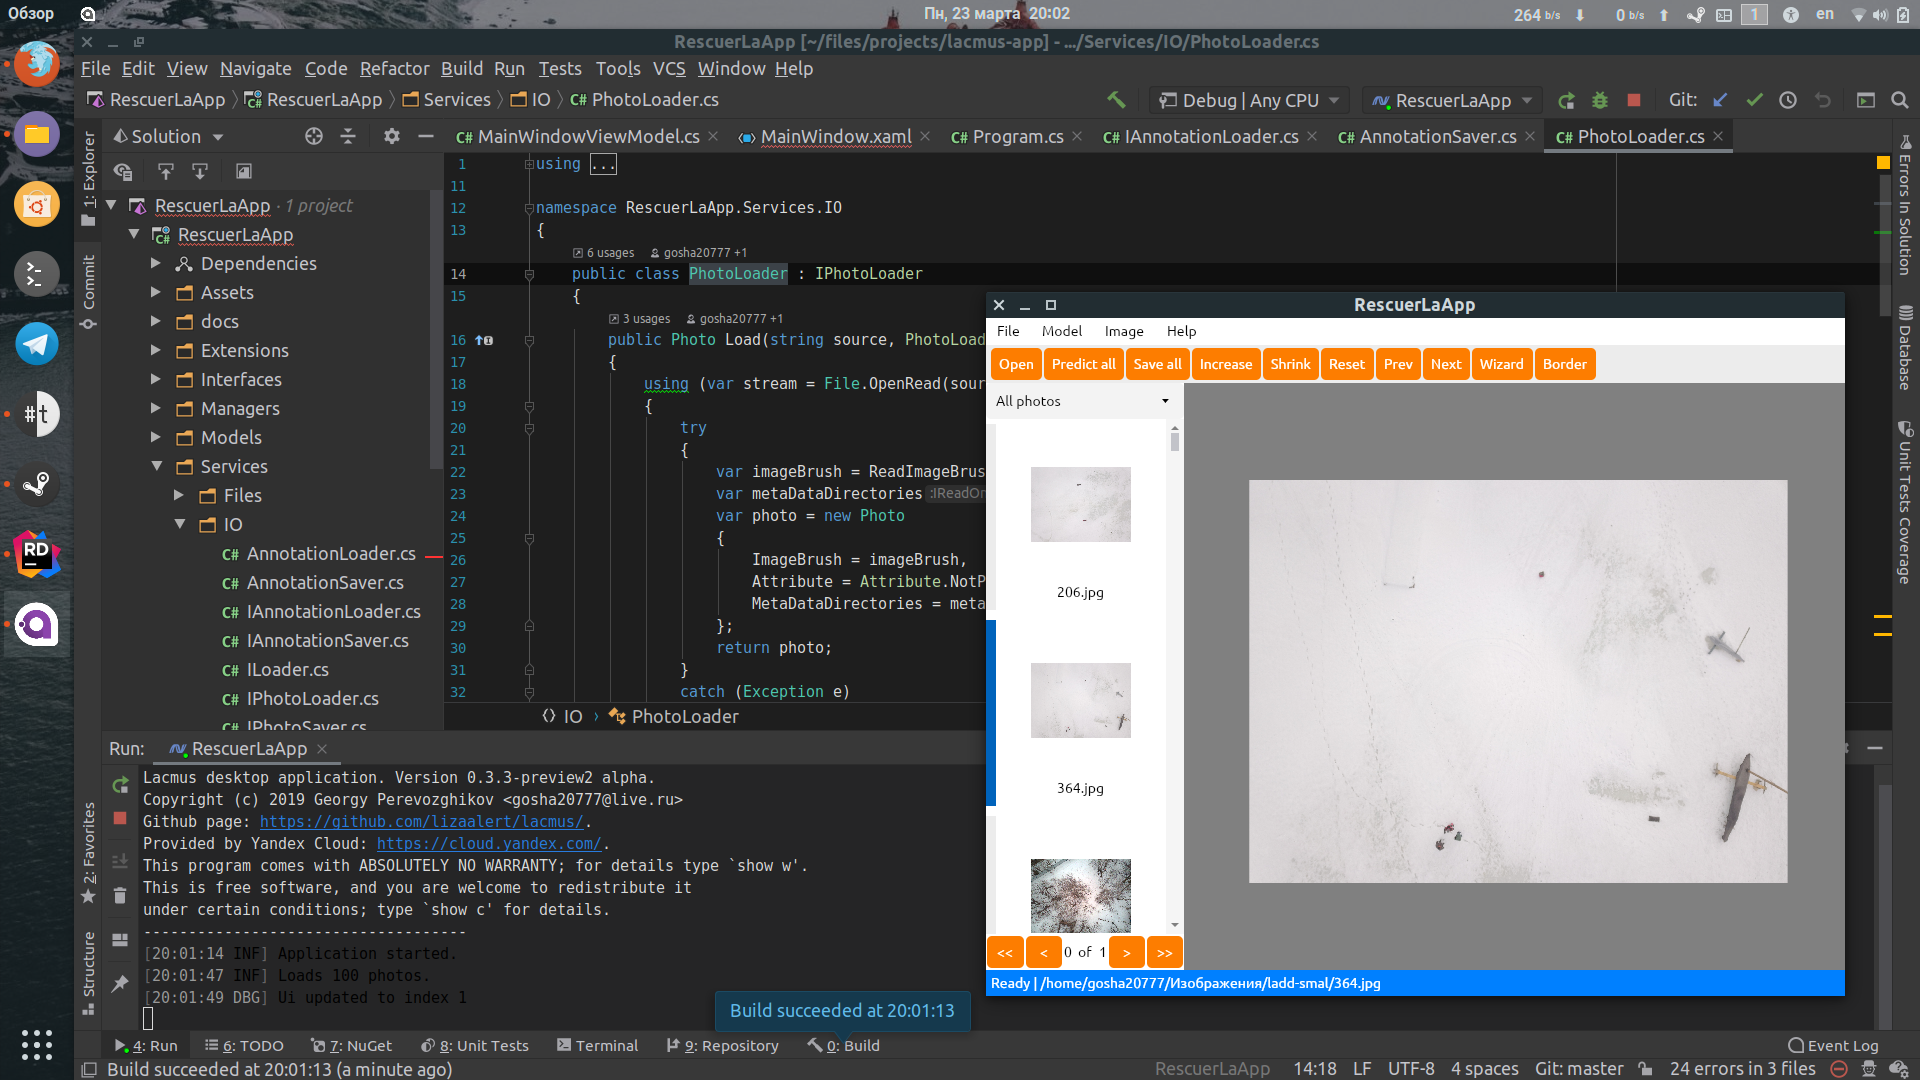 Обзор
Пн, 23 марта 20:02
264 b/s 0 b/s 1 en
RescuerLaApp [~/files/projects/lacmus-app] - .../Services/IO/PhotoLoader.cs
File Edit View Navigate Code Refactor Build Run Tests Tools VCS Window Help
RescuerLaApp RescuerLaApp Services IO C# PhotoLoader.cs
Debug | Any CPU RescuerLaApp Git:
Solution
C# MainWindowViewModel.cs MainWindow.xaml C# Program.cs C# IAnnotationLoader.cs C# AnnotationSaver.cs C# PhotoLoader.cs
1: Explorer
Commit
2: Favorites
Structure
RescuerLaApp · 1 project
RescuerLaApp
Dependencies
Assets
docs
Extensions
Interfaces
Managers
Models
Services
Files
IO
C# AnnotationLoader.cs
C# AnnotationSaver.cs
C# IAnnotationLoader.cs
C# IAnnotationSaver.cs
C# ILoader.cs
C# IPhotoLoader.cs
IPhotoSaver.cs
1 using ...
11
12 namespace RescuerLaApp.Services.IO
13 {
6 usages gosha20777 +1
14 public class PhotoLoader : IPhotoLoader
15 {
3 usages gosha20777 +1
16 public Photo Load(string source, PhotoLoad
17 {
18 using (var stream = File.OpenRead(sour
19 {
20 try
21 {
22 var imageBrush = ReadImageBrus
23 var metaDataDirectories :IReadOn
24 var photo = new Photo
25 {
26 ImageBrush = imageBrush,
27 Attribute = Attribute.NotP
28 MetaDataDirectories = meta
29 };
30 return photo;
31 }
32 catch (Exception e)
IO PhotoLoader
Errors In Solution
Database
Unit Tests Coverage
RescuerLaApp
File Model Image Help
Open Predict all Save all Increase Shrink Reset Prev Next Wizard Border
All photos
206.jpg
364.jpg
<< < 0 of 1 > >>
Ready | /home/gosha20777/Изображения/ladd-smal/364.jpg
Run: RescuerLaApp
Lacmus desktop application. Version 0.3.3-preview2 alpha.
Copyright (c) 2019 Georgy Perevozghikov <gosha20777@live.ru>
Github page: https://github.com/lizaalert/lacmus/.
Provided by Yandex Cloud: https://cloud.yandex.com/.
This program comes with ABSOLUTELY NO WARRANTY; for details type `show w'.
This is free software, and you are welcome to redistribute it
under certain conditions; type `show c' for details.
------------------------------------
[20:01:14 INF] Application started.
[20:01:47 INF] Loads 100 photos.
[20:01:49 DBG] Ui updated to index 1
Build succeeded at 20:01:13
4: Run 6: TODO 7: NuGet 8: Unit Tests Terminal 9: Repository 0: Build Event Log
Build succeeded at 20:01:13 (a minute ago)
RescuerLaApp 14:18 LF UTF-8 4 spaces Git: master 24 errors in 3 files
#t
RD